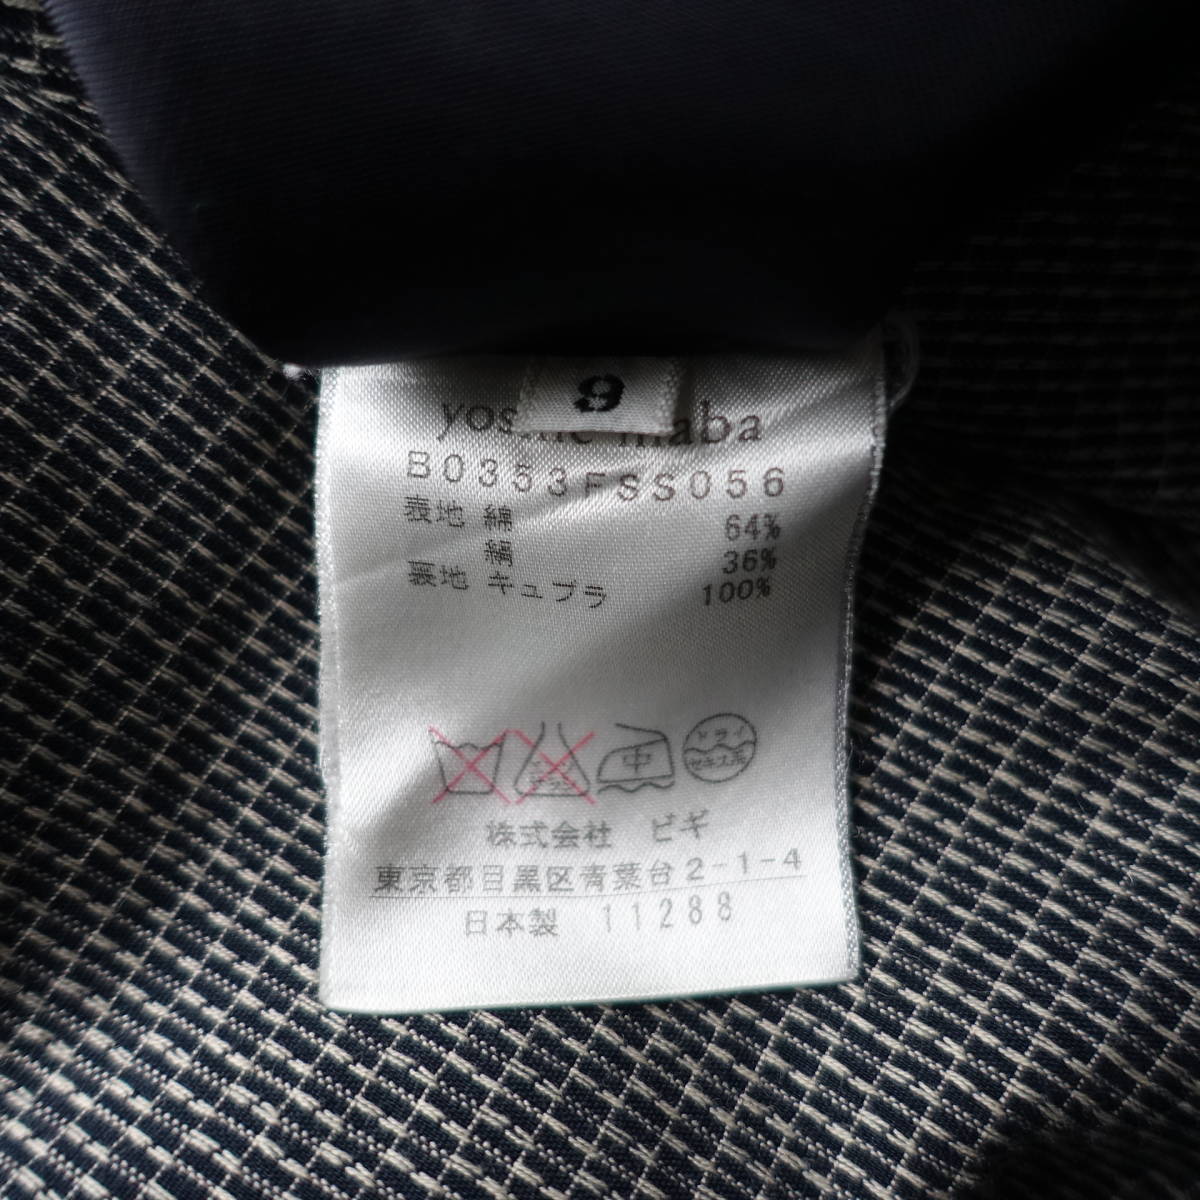 9
yoshie inaba
B0353FSS056
表地 綿 64%
絹 36%
裏地 キュプラ 100%
中 ドライ セキユ系
株式会社 ビギ
東京都目黒区青葉台2-1-4
日本製 11288